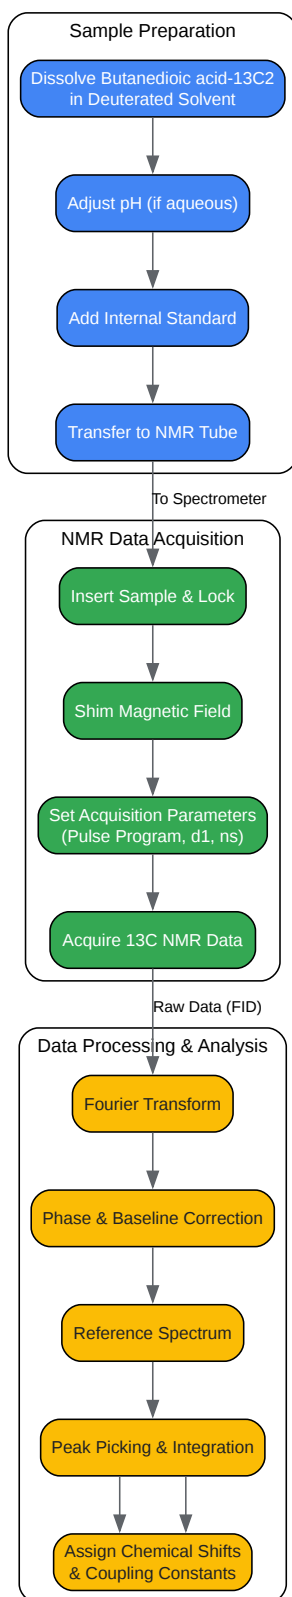 Sample Preparation
Dissolve Butanedioic acid-13C2
in Deuterated Solvent
Adjust pH (if aqueous)
Add Internal Standard
Transfer to NMR Tube
To Spectrometer
NMR Data Acquisition
Insert Sample & Lock
Shim Magnetic Field
Set Acquisition Parameters
(Pulse Program, d1, ns)
Acquire 13C NMR Data
Raw Data (FID)
Data Processing & Analysis
Fourier Transform
Phase & Baseline Correction
Reference Spectrum
Peak Picking & Integration
Assign Chemical Shifts
& Coupling Constants